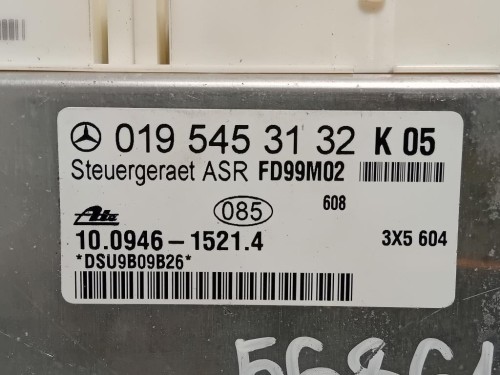 019 545 31 32 K 05
Steuergeraet ASR FD99M02
085 608
Ate
10.0946-1521.4 3X5 604
*DSU9B09B26*